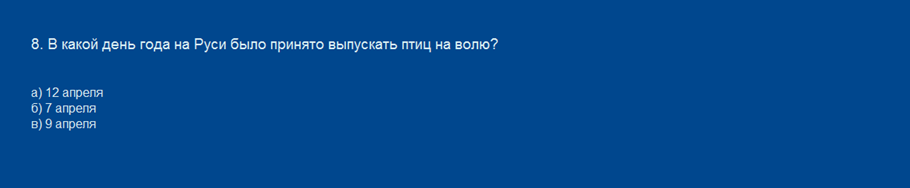 8. В какой день года на Руси было принято выпускать птиц на волю?
а) 12 апреля
б) 7 апреля
в) 9 апреля